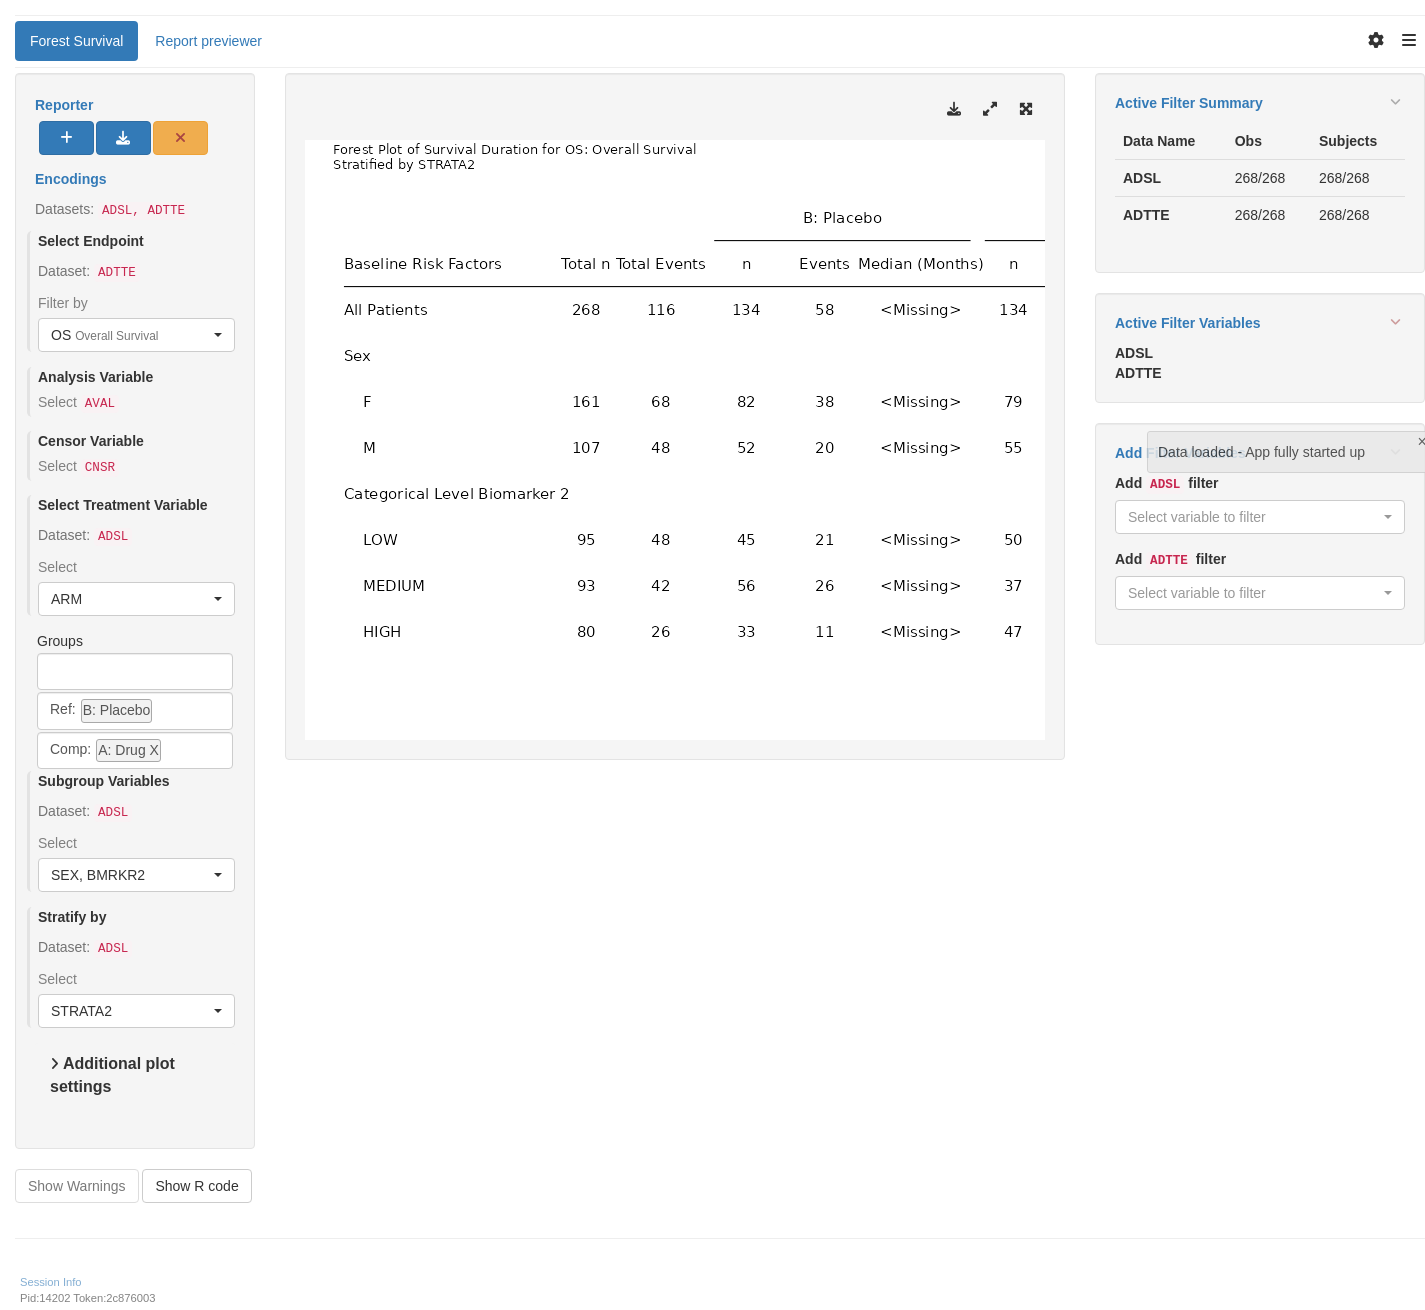 Forest Survival
Report previewer
Reporter
Encodings
Datasets: ADSL, ADTTE
Select Endpoint
Dataset: ADTTE
Filter by
OS Overall Survival
Analysis Variable
Select AVAL
Censor Variable
Select CNSR
Select Treatment Variable
Dataset: ADSL
Select
ARM
Groups
Ref: B: Placebo
Comp: A: Drug X
Subgroup Variables
Dataset: ADSL
Select
SEX, BMRKR2
Stratify by
Dataset: ADSL
Select
STRATA2
Additional plot
settings
Show Warnings
Show R code
Forest Plot of Survival Duration for OS: Overall Survival
Stratified by STRATA2
B: Placebo
Baseline Risk Factors Total n Total Events n Events Median (Months) n
All Patients 268 116 134 58 <Missing> 134
Sex
F 161 68 82 38 <Missing> 79
M 107 48 52 20 <Missing> 55
Categorical Level Biomarker 2
LOW 95 48 45 21 <Missing> 50
MEDIUM 93 42 56 26 <Missing> 37
HIGH 80 26 33 11 <Missing> 47
Active Filter Summary
Data Name Obs Subjects
ADSL 268/268 268/268
ADTTE 268/268 268/268
Active Filter Variables
ADSL
ADTTE
Add
Data loaded - App fully started up
×
Add ADSL filter
Select variable to filter
Add ADTTE filter
Select variable to filter
Session Info
Pid:14202 Token:2c876003